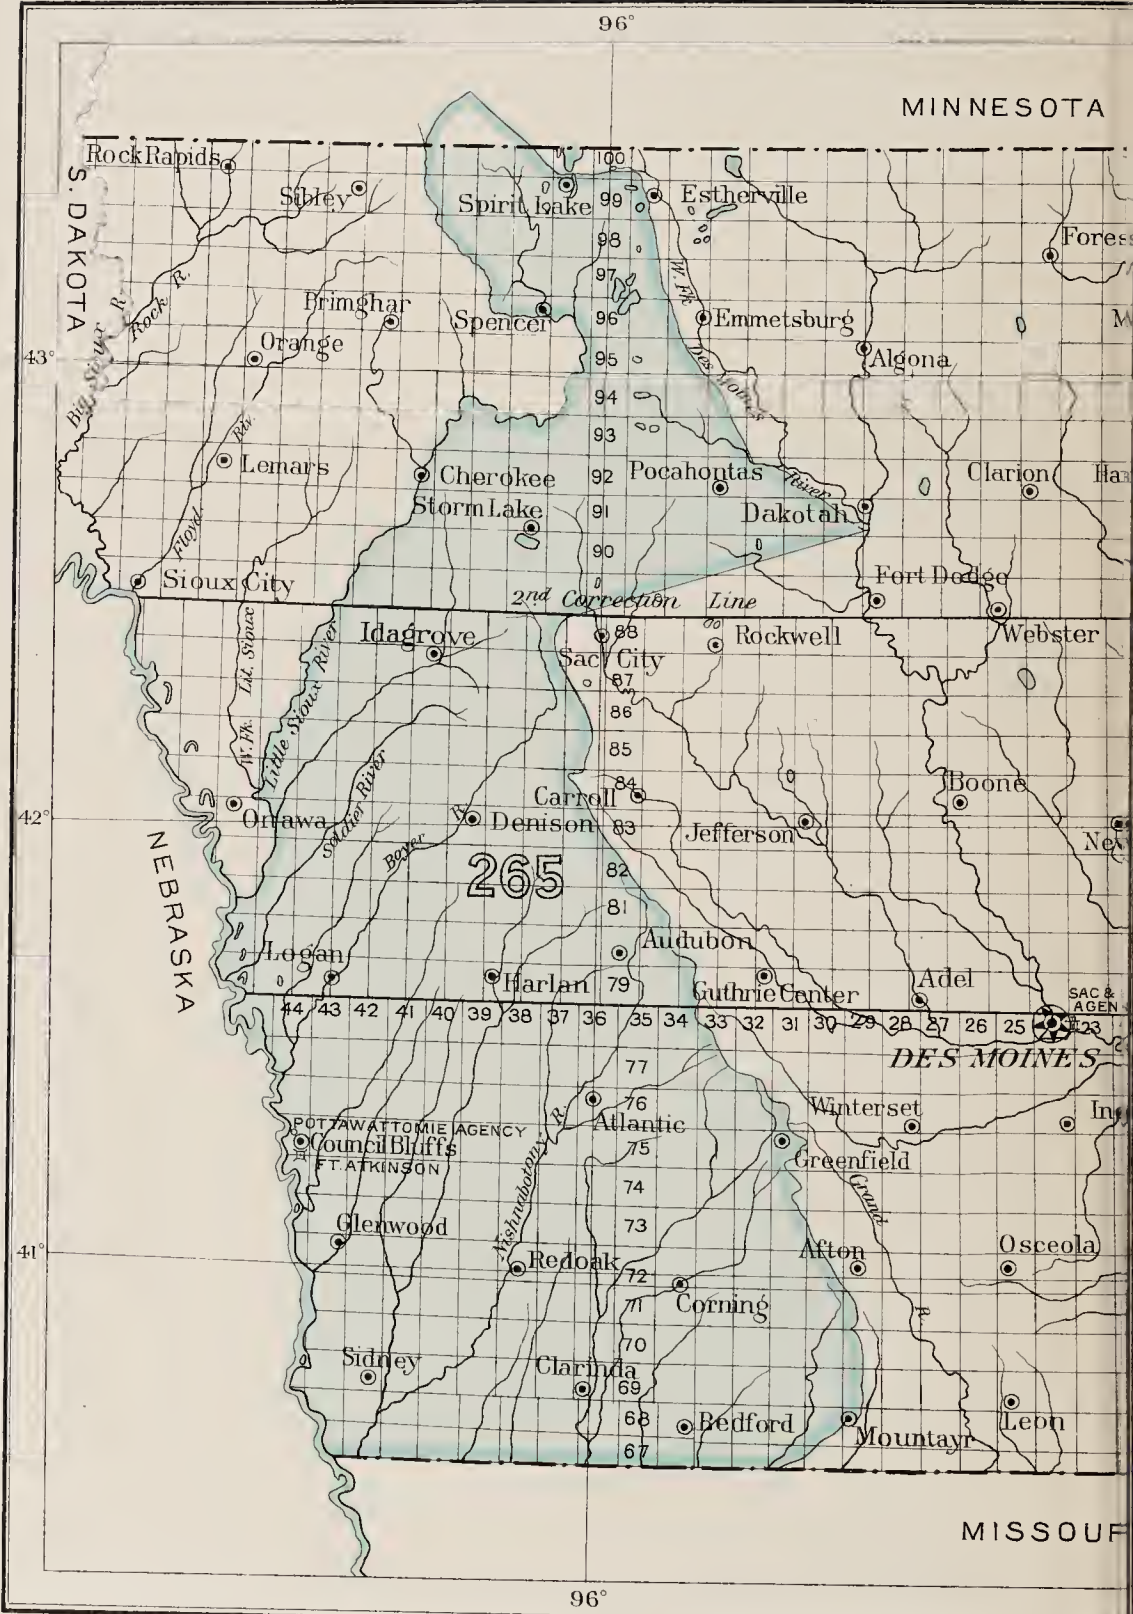 96°
MINNESOTA
S. DAKOTA
Rock Rapids
Sibley
Spirit Lake
100
99
Estherville
98
97
96
95
94
93
92
91
90
Big Sioux R.
Rock R.
W. Fk.
Des Moines
River
Primghar
Spencer
Emmetsburg
Orange
Algona
43°
Riv.
Floyd
Lemars
Cherokee
Pocahontas
Clarion
Storm Lake
Dakotah
Sioux City
Fort Dodge
2nd Correction Line
Idagrove
88
Rockwell
Webster
Sac City
87
86
85
84
83
82
81
79
W. Fk. Lit. Sioux
Little Sioux River
Soldier River
Boyer R.
Carroll
Boone
42°
Onawa
Denison
Jefferson
265
NEBRASKA
Audubon
Logan
Harlan
Guthrie Center
Adel
SAC &
AGEN
44 43 42 41 40 39 38 37 36 35 34 33 32 31 30 29 28 27 26 25 23
DES MOINES
77
76
75
74
73
72
71
70
69
68
67
Winterset
In
Atlantic
POTTAWATTOMIE AGENCY
Council Bluffs
FT. ATKINSON
Greenfield
Nishnabotony R.
Grand
R.
Glenwood
Afton
Osceola
41°
Redoak
Corning
Sidney
Clarinda
Bedford
Mountayr
Leon
MISSOUR
96°